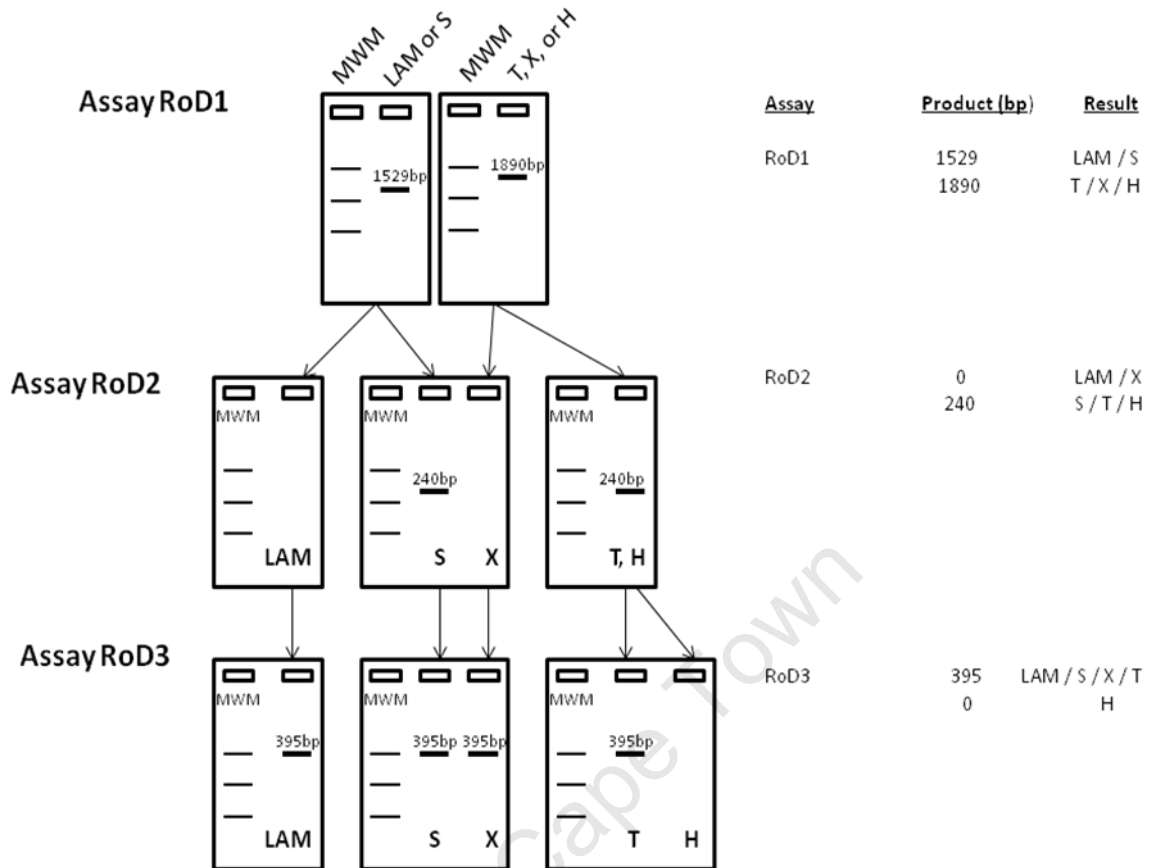 MWM
LAM or S
MWM
T, X, or H
Assay RoD1
1529bp
1890bp
Assay Product (bp) Result
RoD1 1529 LAM / S
1890 T / X / H
Assay RoD2
MWM
MWM
MWM
240bp
240bp
LAM
S
X
T, H
RoD2 0 LAM / X
240 S / T / H
Assay RoD3
MWM
MWM
MWM
395bp
395bp
395bp
395bp
LAM
S
X
T
H
RoD3 395 LAM / S / X / T
0 H
Cape Town